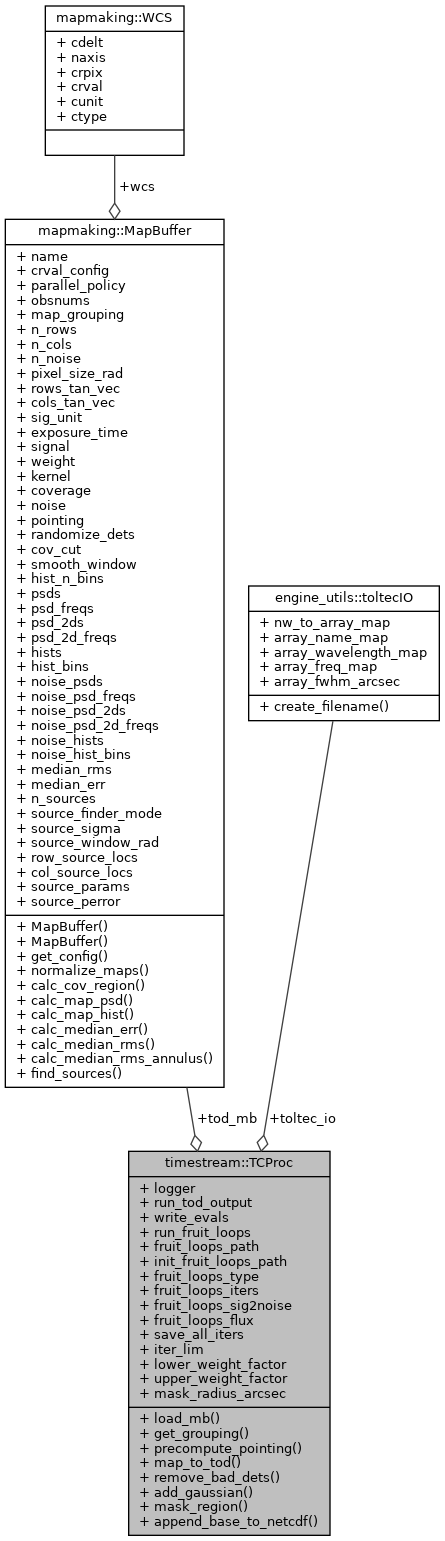 mapmaking::WCS
+ cdelt
+ naxis
+ crpix
+ crval
+ cunit
+ ctype
+wcs
mapmaking::MapBuffer
+ name
+ crval_config
+ parallel_policy
+ obsnums
+ map_grouping
+ n_rows
+ n_cols
+ n_noise
+ pixel_size_rad
+ rows_tan_vec
+ cols_tan_vec
+ sig_unit
+ exposure_time
+ signal
+ weight
+ kernel
+ coverage
+ noise
+ pointing
+ randomize_dets
+ cov_cut
+ smooth_window
+ hist_n_bins
+ psds
+ psd_freqs
+ psd_2ds
+ psd_2d_freqs
+ hists
+ hist_bins
+ noise_psds
+ noise_psd_freqs
+ noise_psd_2ds
+ noise_psd_2d_freqs
+ noise_hists
+ noise_hist_bins
+ median_rms
+ median_err
+ n_sources
+ source_finder_mode
+ source_sigma
+ source_window_rad
+ row_source_locs
+ col_source_locs
+ source_params
+ source_perror
+ MapBuffer()
+ MapBuffer()
+ get_config()
+ normalize_maps()
+ calc_cov_region()
+ calc_map_psd()
+ calc_map_hist()
+ calc_median_err()
+ calc_median_rms()
+ calc_median_rms_annulus()
+ find_sources()
engine_utils::toltecIO
+ nw_to_array_map
+ array_name_map
+ array_wavelength_map
+ array_freq_map
+ array_fwhm_arcsec
+ create_filename()
+tod_mb
+toltec_io
timestream::TCProc
+ logger
+ run_tod_output
+ write_evals
+ run_fruit_loops
+ fruit_loops_path
+ init_fruit_loops_path
+ fruit_loops_type
+ fruit_loops_iters
+ fruit_loops_sig2noise
+ fruit_loops_flux
+ save_all_iters
+ iter_lim
+ lower_weight_factor
+ upper_weight_factor
+ mask_radius_arcsec
+ load_mb()
+ get_grouping()
+ precompute_pointing()
+ map_to_tod()
+ remove_bad_dets()
+ add_gaussian()
+ mask_region()
+ append_base_to_netcdf()